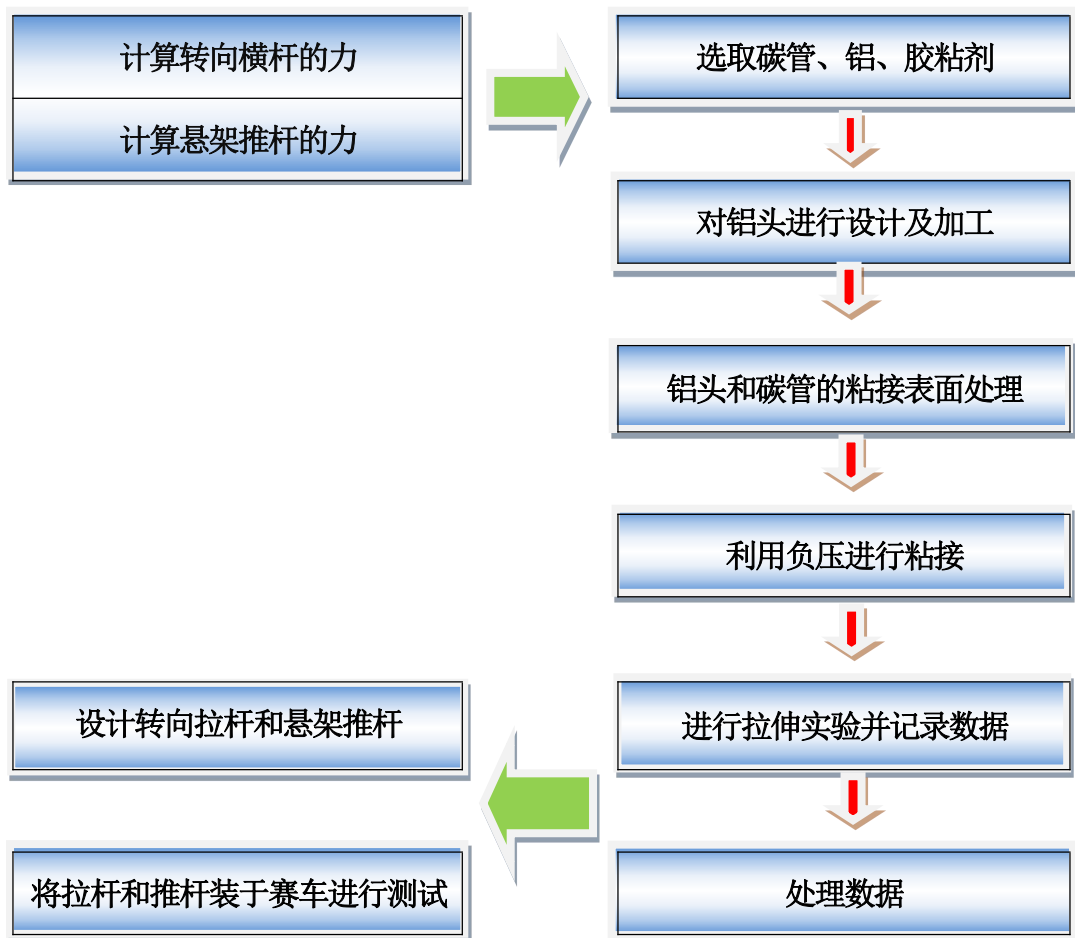 计算转向横杆的力
计算悬架推杆的力
选取碳管、铝、胶粘剂
对铝头进行设计及加工
铝头和碳管的粘接表面处理
利用负压进行粘接
进行拉伸实验并记录数据
处理数据
设计转向拉杆和悬架推杆
将拉杆和推杆装于赛车进行测试